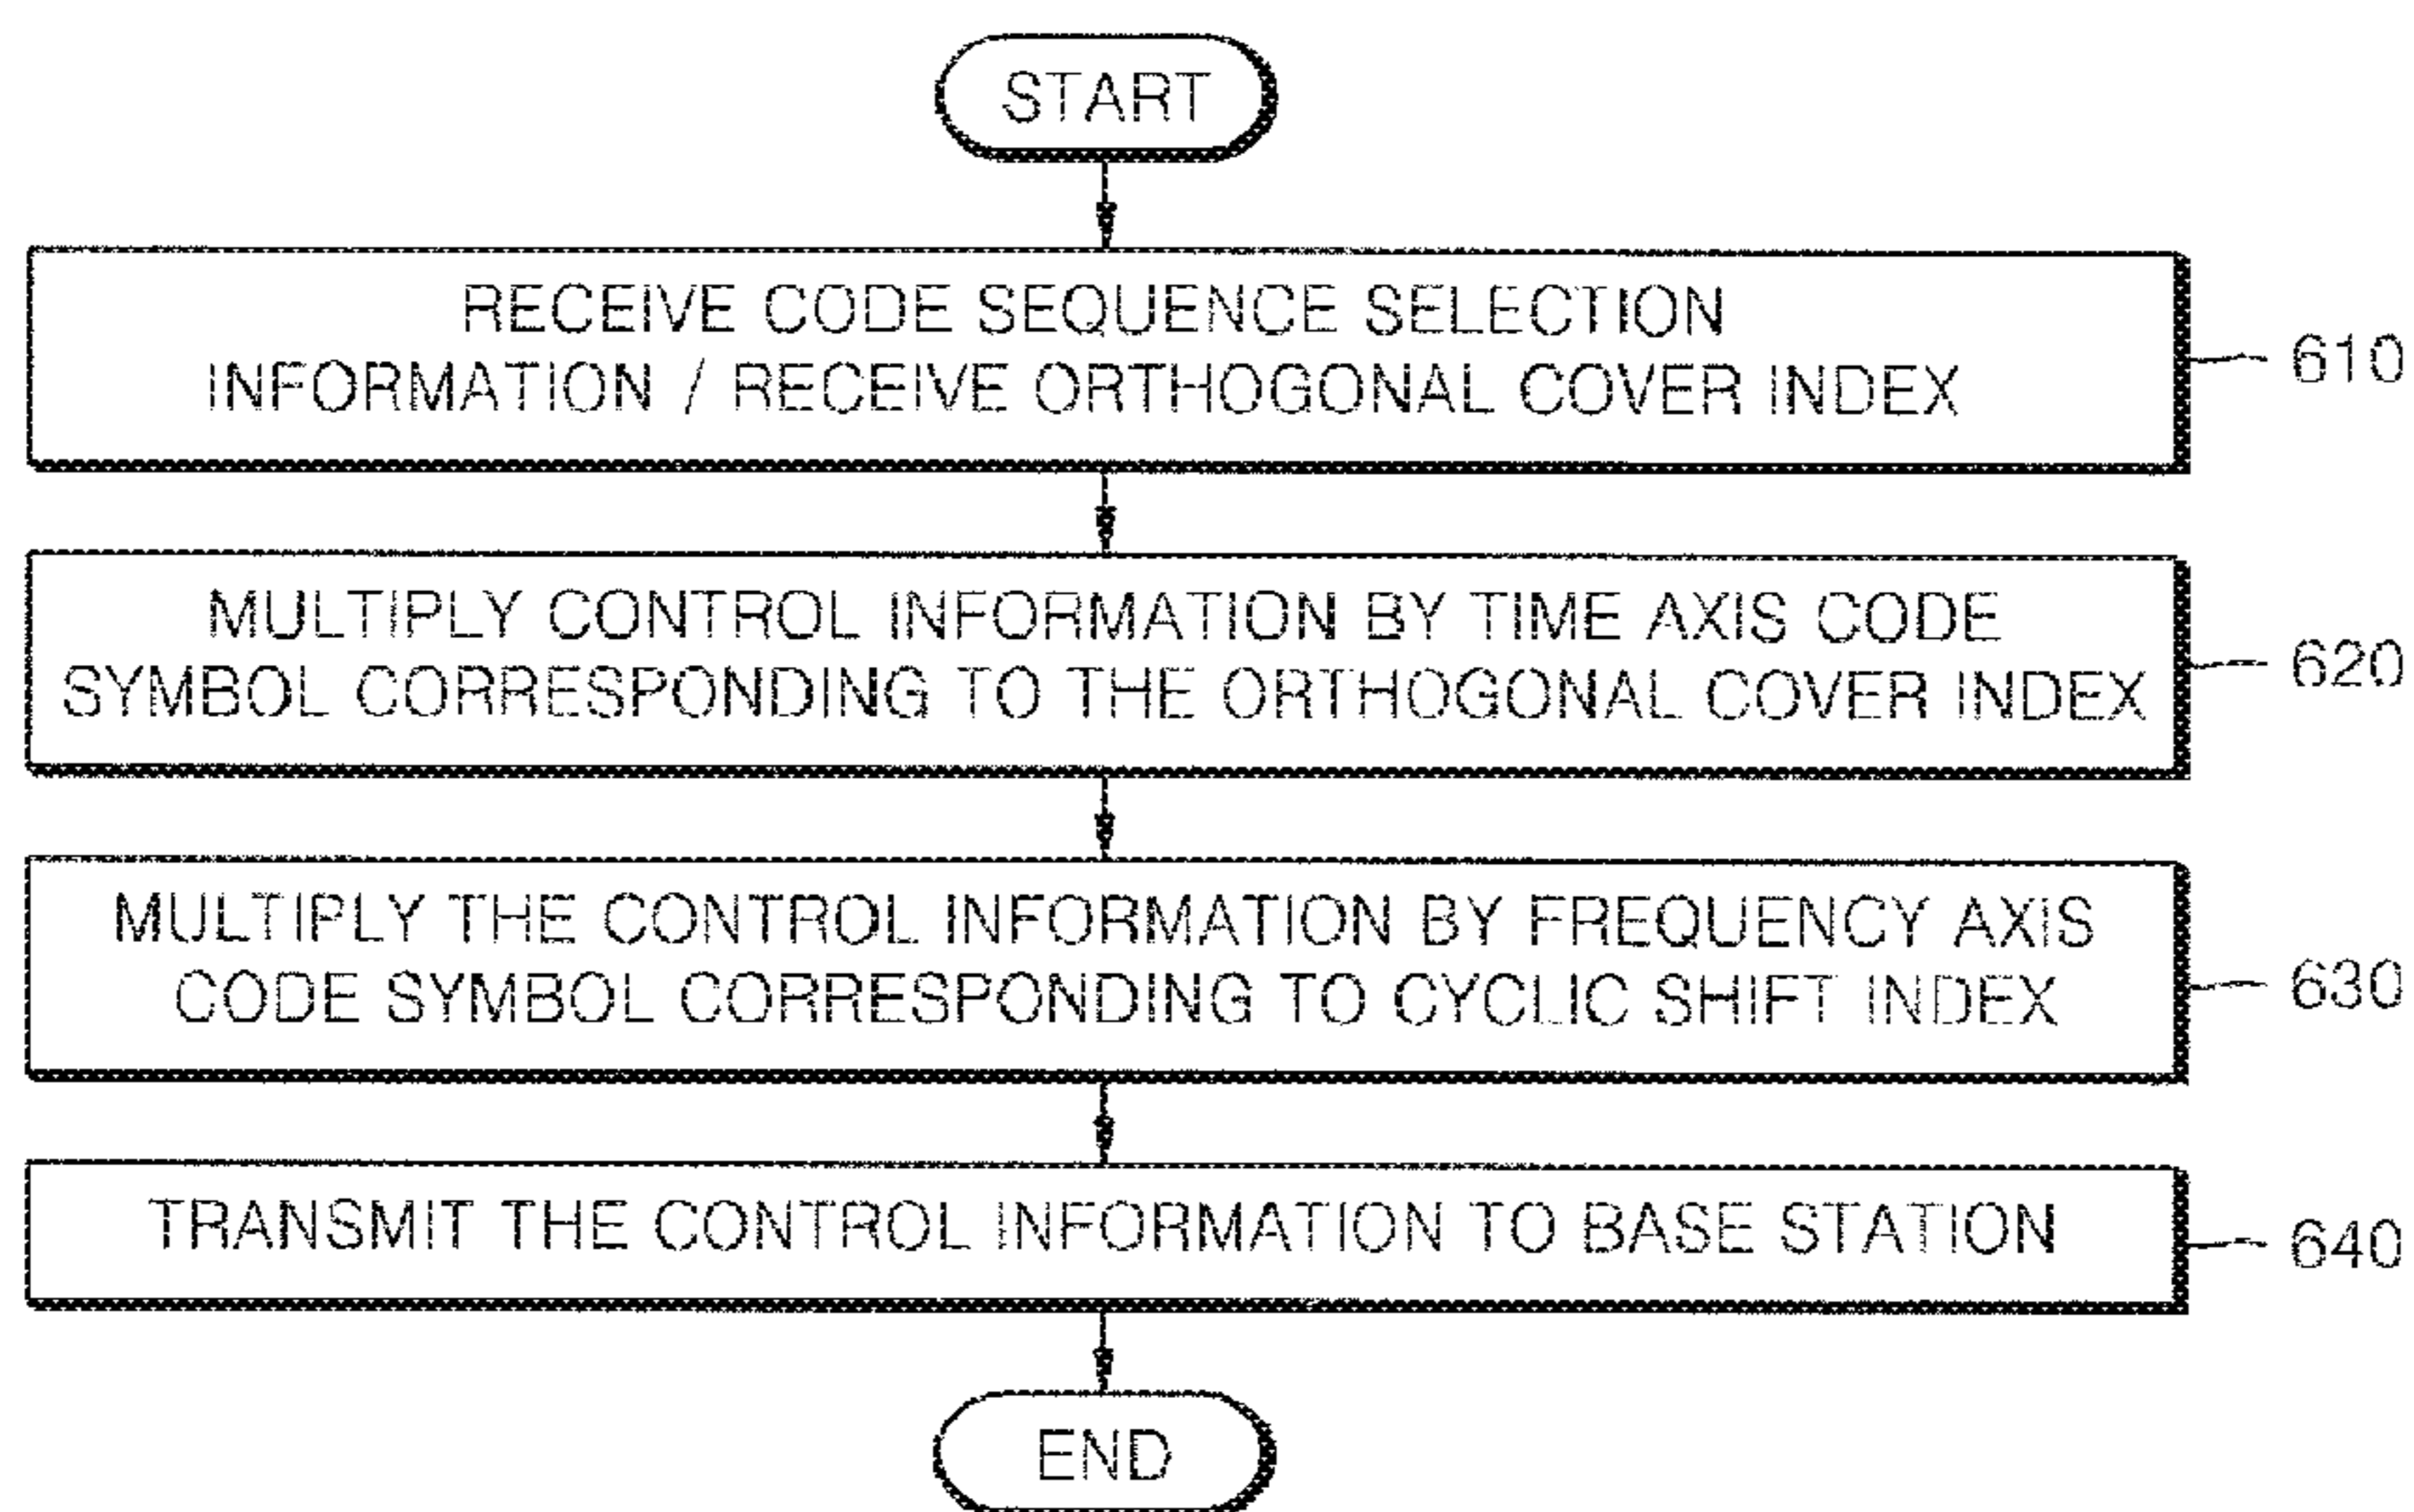 START
RECEIVE CODE SEQUENCE SELECTION
INFORMATION / RECEIVE ORTHOGONAL COVER INDEX
610
MULTIPLY CONTROL INFORMATION BY TIME AXIS CODE
SYMBOL CORRESPONDING TO THE ORTHOGONAL COVER INDEX
620
MULTIPLY THE CONTROL INFORMATION BY FREQUENCY AXIS
CODE SYMBOL CORRESPONDING TO CYCLIC SHIFT INDEX
630
TRANSMIT THE CONTROL INFORMATION TO BASE STATION
640
END